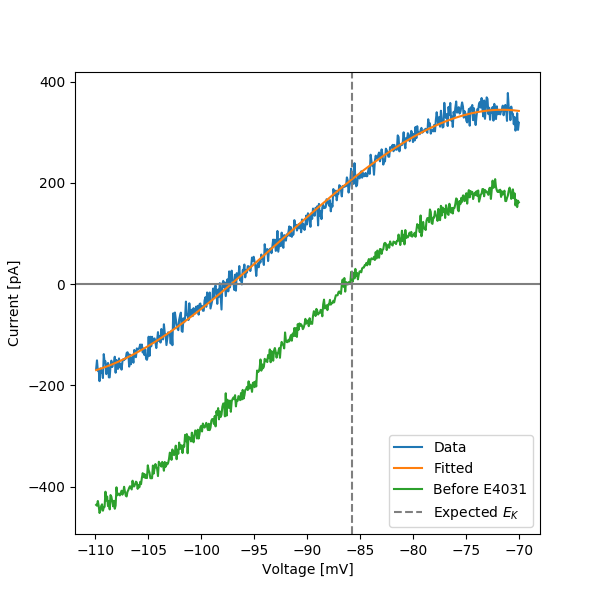 Current [pA]
400
200
0
−200
−400
−110
−105
−100
−95
−90
−85
−80
−75
−70
Voltage [mV]
Data
Fitted
Before E4031
Expected E_K